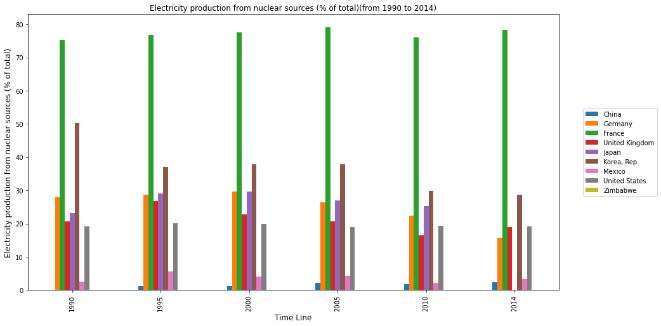 Electricity production from nuclear sources (% of total)(from 1990 to 2014)
Electricity production from nuclear sources (% of total)
80
70
60
50
40
30
20
10
0
1990
1995
2000
2005
2010
2014
Time Line
China
Germany
France
United Kingdom
Japan
Korea, Rep.
Mexico
United States
Zimbabwe